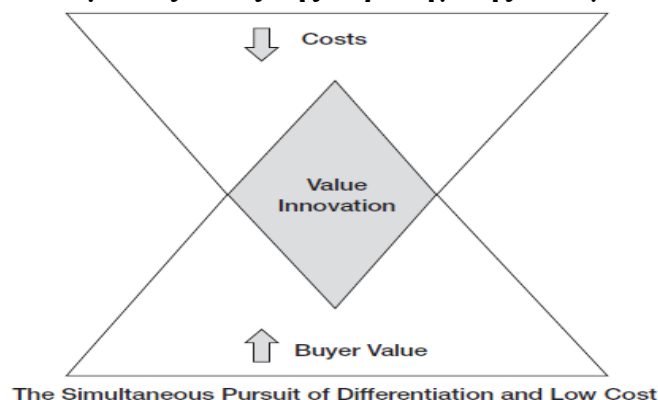 Costs
Value
Innovation
Buyer Value
The Simultaneous Pursuit of Differentiation and Low Cost